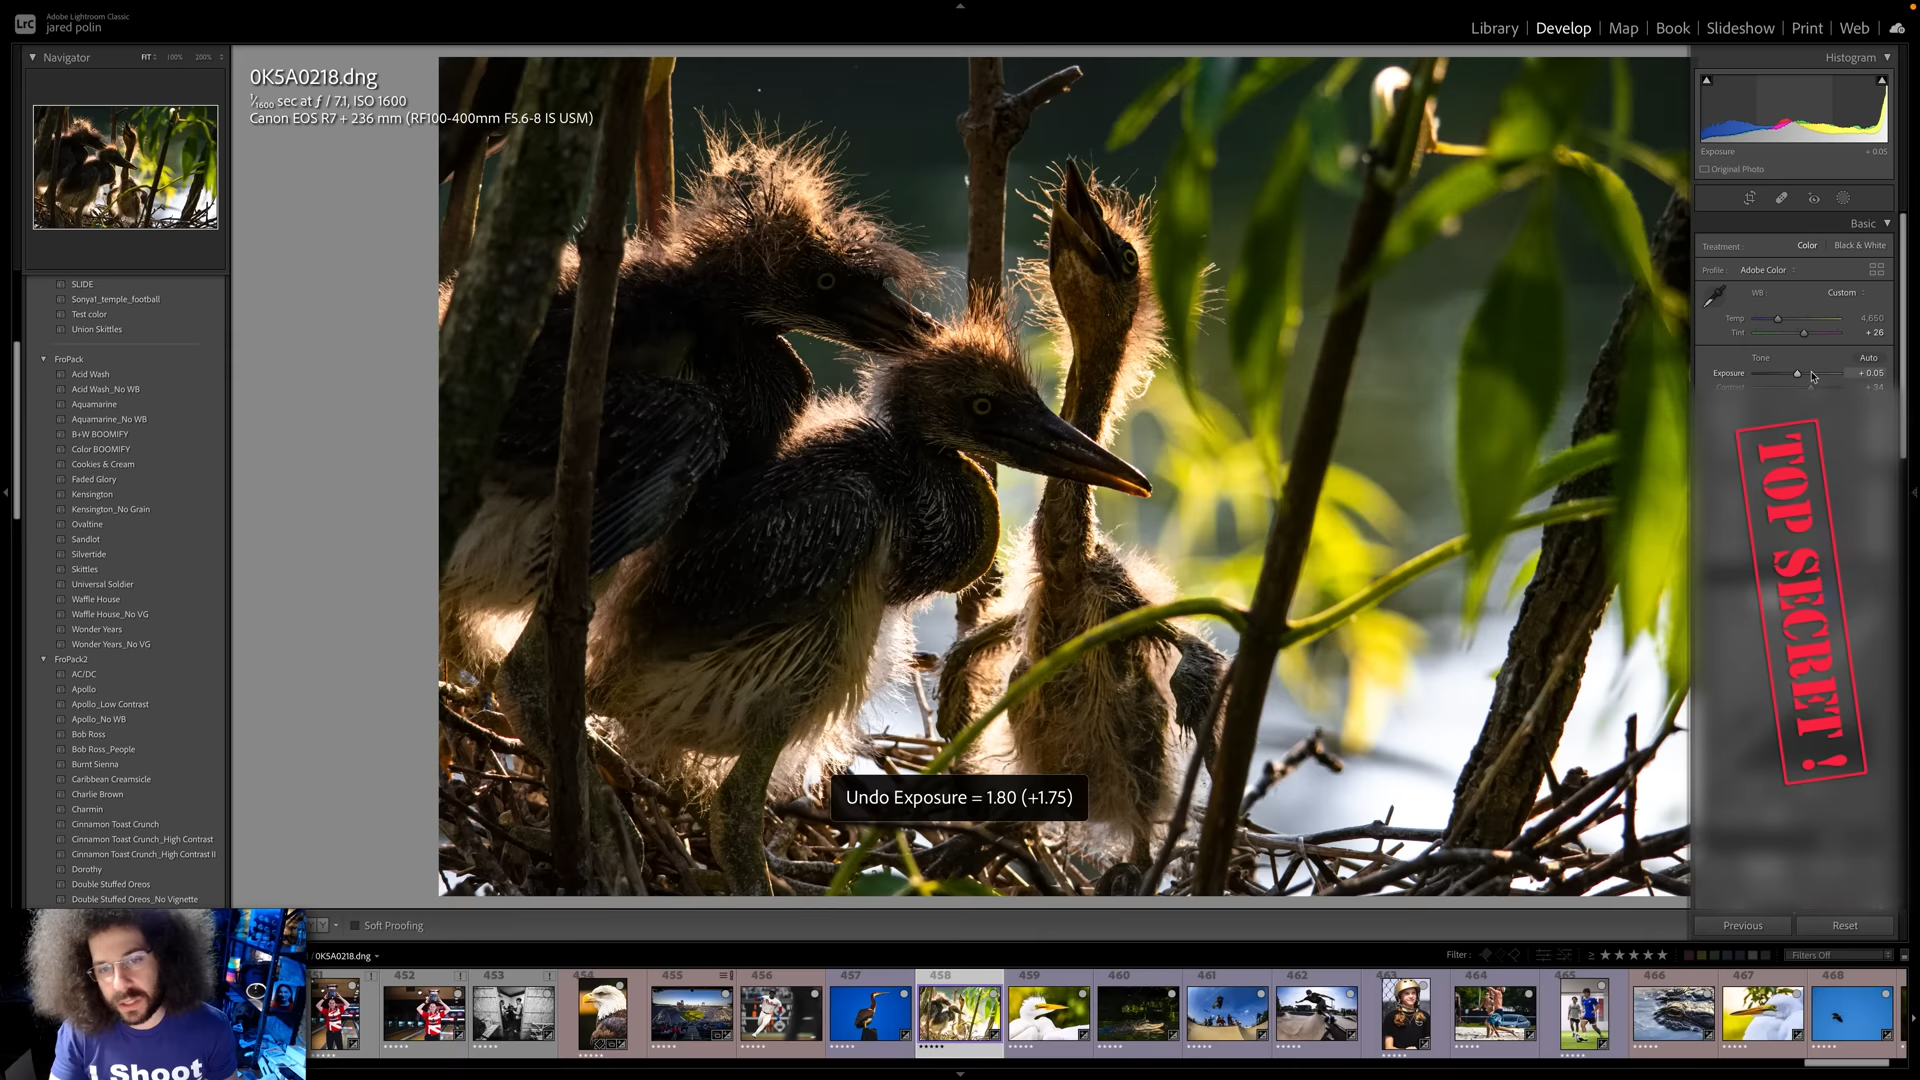 Lrc
Adobe Lightroom Classic
jared polin
Library | Develop | Map | Book | Slideshow | Print | Web
Navigator FIT 100% 200%
SLIDE
Sonya1_temple_football
Test color
Union Skittles
FroPack
Acid Wash
Acid Wash_No WB
Aquamarine
Aquamarine_No WB
B+W BOOMIFY
Color BOOMIFY
Cookies & Cream
Faded Glory
Kensington
Kensington_No Grain
Ovaltine
Sandlot
Silvertide
Skittles
Universal Soldier
Waffle House
Waffle House_No VG
Wonder Years
Wonder Years_No VG
FroPack2
AC/DC
Apollo
Apollo_Low Contrast
Apollo_No WB
Bob Ross
Bob Ross_People
Burnt Sienna
Caribbean Creamsicle
Charlie Brown
Charmin
Cinnamon Toast Crunch
Cinnamon Toast Crunch_High Contrast
Cinnamon Toast Crunch_High Contrast II
Dorothy
Double Stuffed Oreos
Double Stuffed Oreos_No Vignette
0K5A0218.dng
1/1600 sec at ƒ / 7.1, ISO 1600
Canon EOS R7 + 236 mm (RF100-400mm F5.6-8 IS USM)
Undo Exposure = 1.80 (+1.75)
Histogram
Exposure + 0.05
Original Photo
Basic
Treatment : Color Black & White
Profile : Adobe Color
WB : Custom
Temp 4,650
Tint + 26
Tone Auto
Exposure + 0.05
Contrast + 34
TOP SECRET !
Previous Reset
Soft Proofing
/ 0K5A0218.dng
Filter : ≥ ★★★★★ Filters Off
452 453 454 455 456 457 458 459 460 461 462 463 464 465 466 467 468
I Shoot